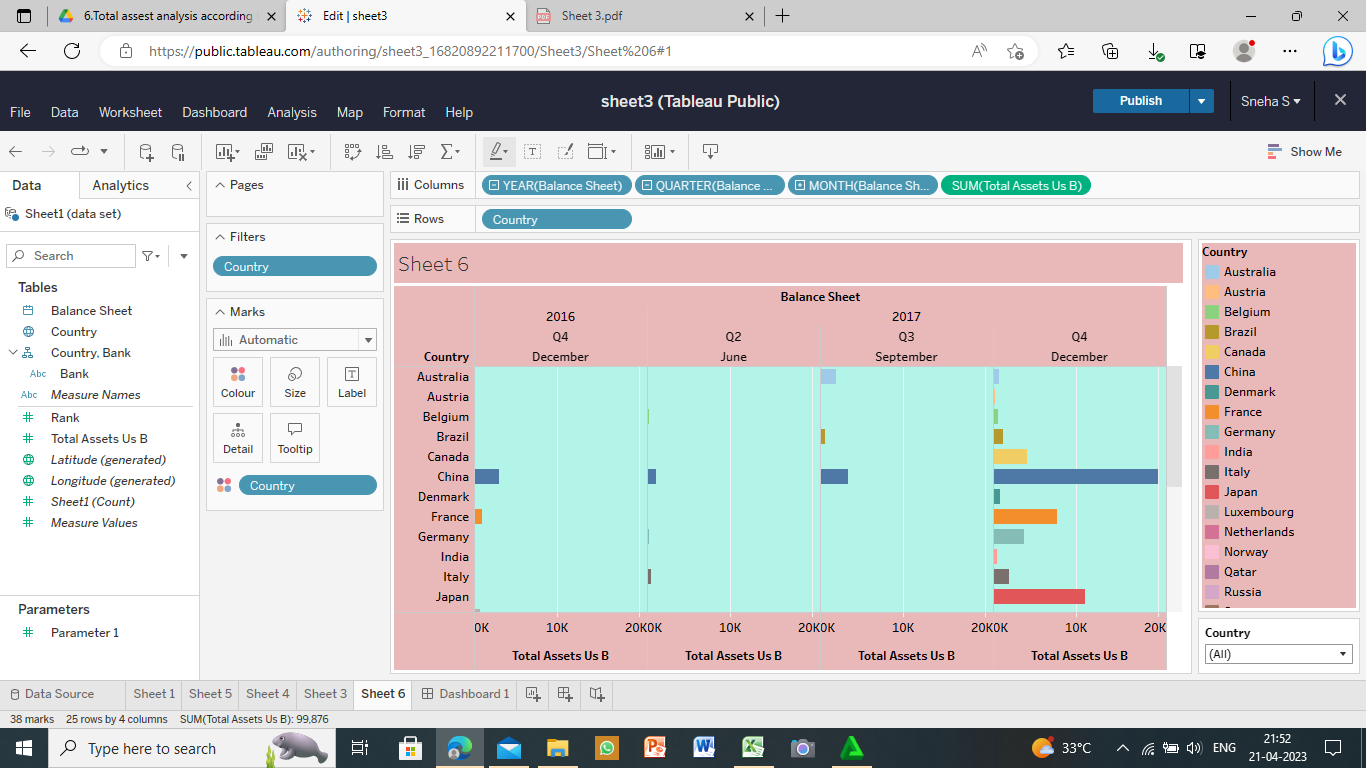 6.Total assest analysis according
Edit | sheet3
Sheet 3.pdf
https://public.tableau.com/authoring/sheet3_16820892211700/Sheet3/Sheet%206#1
File Data Worksheet Dashboard Analysis Map Format Help
sheet3 (Tableau Public)
Publish
Sneha S
Show Me
Data Analytics
Sheet1 (data set)
Search
Tables
Balance Sheet
Country
Country, Bank
Abc Bank
Abc Measure Names
Rank
Total Assets Us B
Latitude (generated)
Longitude (generated)
Sheet1 (Count)
Measure Values
Parameters
Parameter 1
Pages
Filters
Country
Marks
Automatic
Colour Size Label
Detail Tooltip
Country
Columns YEAR(Balance Sheet) QUARTER(Balance ... MONTH(Balance Sh... SUM(Total Assets Us B)
Rows Country
Sheet 6
Balance Sheet
2016 2017
Q4 Q2 Q3 Q4
Country December June September December
Australia
Austria
Belgium
Brazil
Canada
China
Denmark
France
Germany
India
Italy
Japan
0K 10K 20K 0K 10K 20K 0K 10K 20K 0K 10K 20K
Total Assets Us B Total Assets Us B Total Assets Us B Total Assets Us B
Country
Australia
Austria
Belgium
Brazil
Canada
China
Denmark
France
Germany
India
Italy
Japan
Luxembourg
Netherlands
Norway
Qatar
Russia
Country
(All)
Data Source Sheet 1 Sheet 5 Sheet 4 Sheet 3 Sheet 6 Dashboard 1
38 marks 25 rows by 4 columns SUM(Total Assets Us B): 99,876
Type here to search
33°C
ENG
21:52
21-04-2023